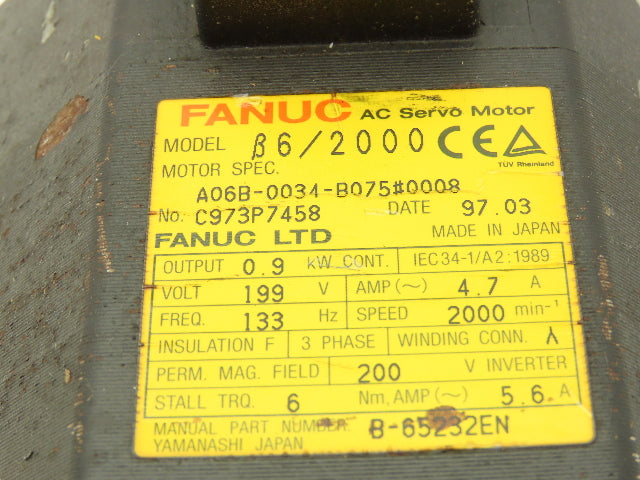 FANUC AC Servo Motor
MODEL β6/2000 CE
TÜV Rheinland
MOTOR SPEC.
A06B-0034-B075#0008
No. C973P7458 DATE 97.03
FANUC LTD MADE IN JAPAN
OUTPUT 0.9 KW CONT. IEC34-1/A2:1989
VOLT 199 V AMP(~) 4.7 A
FREQ. 133 Hz SPEED 2000 min⁻¹
INSULATION F 3 PHASE WINDING CONN. ⅄
PERM. MAG. FIELD 200 V INVERTER
STALL TRQ. 6 Nm, AMP(~) 5.6 A
MANUAL PART NUMBER B-65232EN
YAMANASHI JAPAN